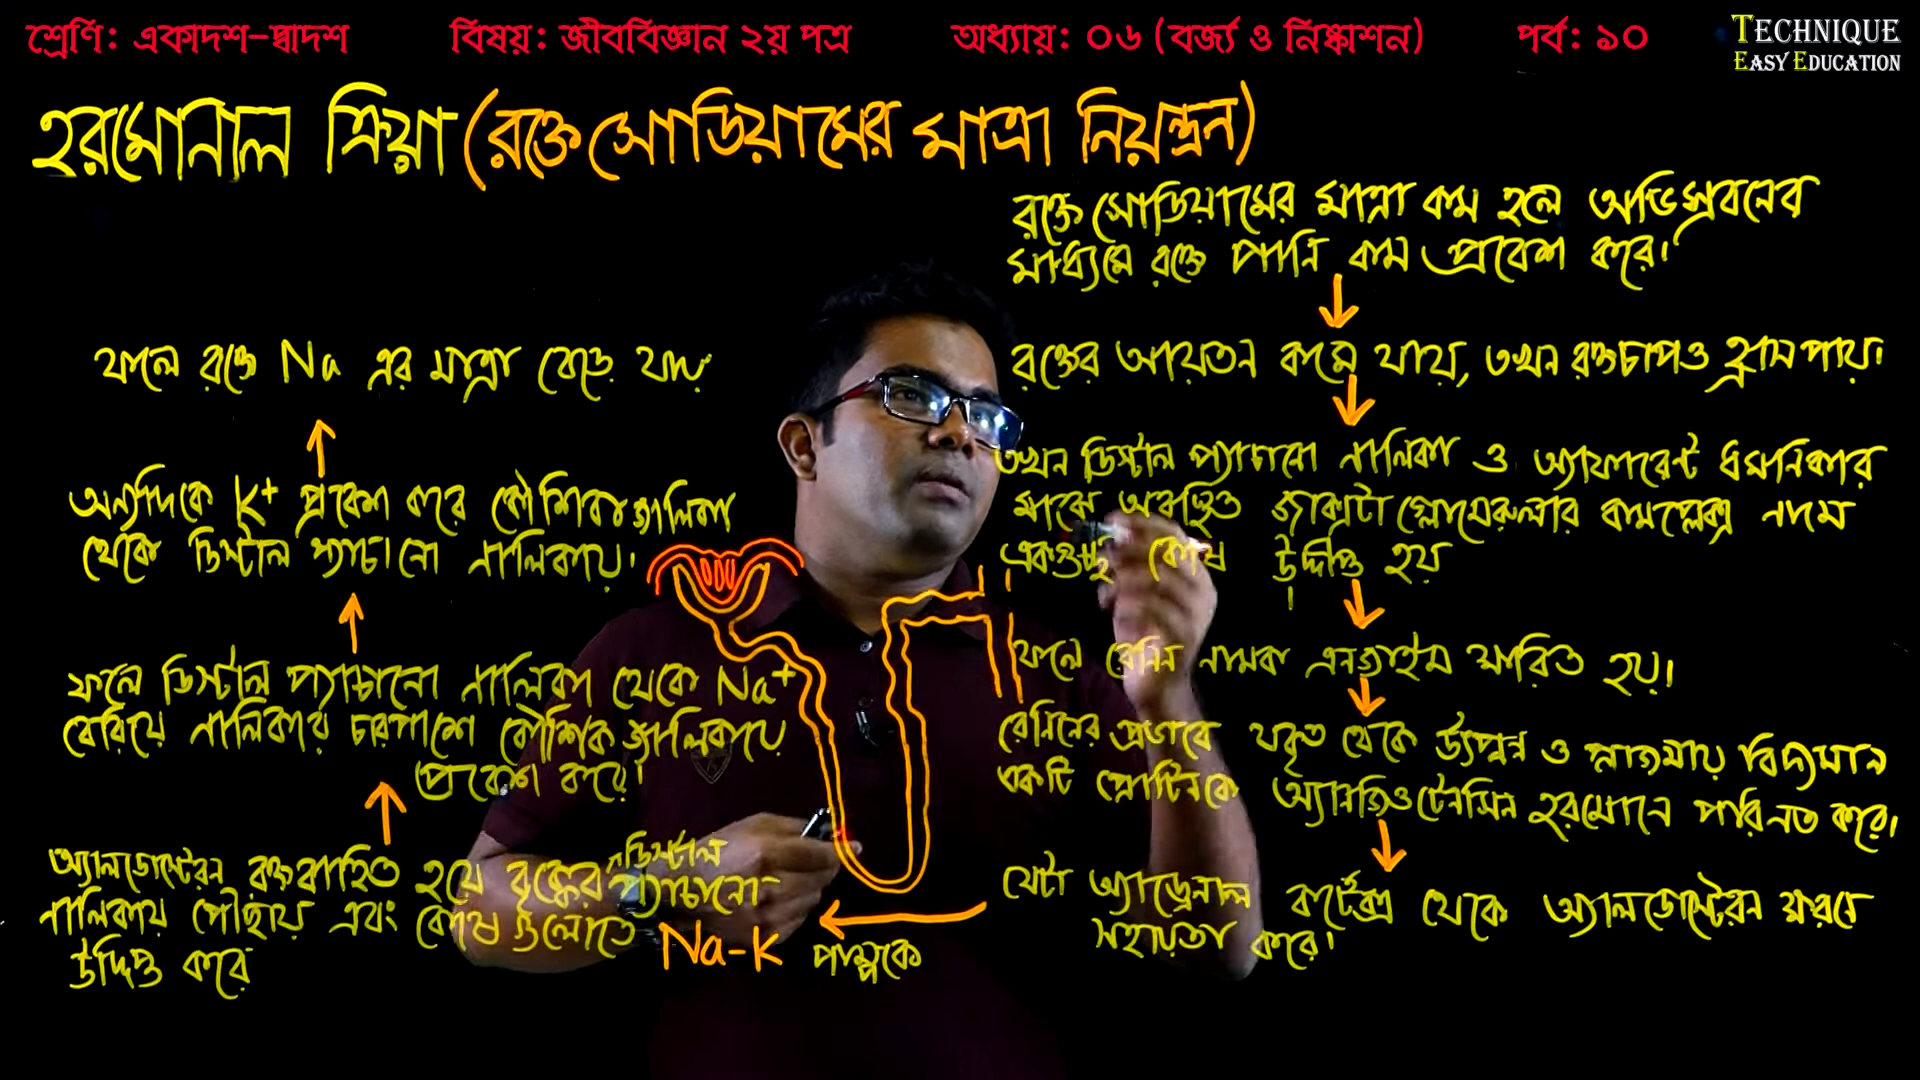 শ্রেণি: একাদশ-দ্বাদশ
বিষয়: জীববিজ্ঞান ২য় পত্র
অধ্যায়: ০৬ (বর্জ্য ও নিষ্কাশন)
পর্ব: ১০
TECHNIQUE
EASY EDUCATION
হরমোনাল ক্রিয়া (রক্তে সোডিয়ামের মাত্রা নিয়ন্ত্রন)
রক্তে সোডিয়ামের মাত্রা কম হলে অভিস্রবনের
মাধ্যমে রক্তে পানি কম প্রবেশ করে।
রক্তের আয়তন কমে যায়, তখন রক্তচাপও হ্রাস পায়।
তখন ডিস্টাল প্যাচানো নালিকা ও অ্যাফারেন্ট ধমনিকার
মাঝে অবস্থিত জাক্সটা গ্লোমেরুলার কমপ্লেক্স নামে
একগুচ্ছ কোষ উদ্দীপ্ত হয়
ফলে রেনিন নামক এনজাইম ক্ষরিত হয়।
রেনিনের প্রভাবে যকৃত থেকে উৎপন্ন ও প্লাজমায় বিদ্যমান
একটি প্রোটিনকে অ্যানজিওটেনসিন হরমোনে পরিনত করে।
যেটা অ্যাড্রেনাল কর্টেক্স থেকে অ্যালডোস্টেরন ক্ষরণে
সহায়তা করে।
অ্যালডোস্টেরন রক্তবাহিত হয়ে বৃক্কের ডিস্টাল প্যাচানো
নালিকায় পৌছায় এবং কোষ গুলোতে Na-K পাম্পকে
উদ্দিপ্ত করে
ফলে ডিস্টাল প্যাচানো নালিকা থেকে Na+
বেরিয়ে নালিকার চারপাশে কৌশিক জালিকায়
প্রবেশ করে।
অন্যদিকে K+ প্রবেশ করে কৌশিকা জালিকা
থেকে ডিস্টাল প্যাচানো নালিকায়।
ফলে রক্তে Na এর মাত্রা বেড়ে যায়